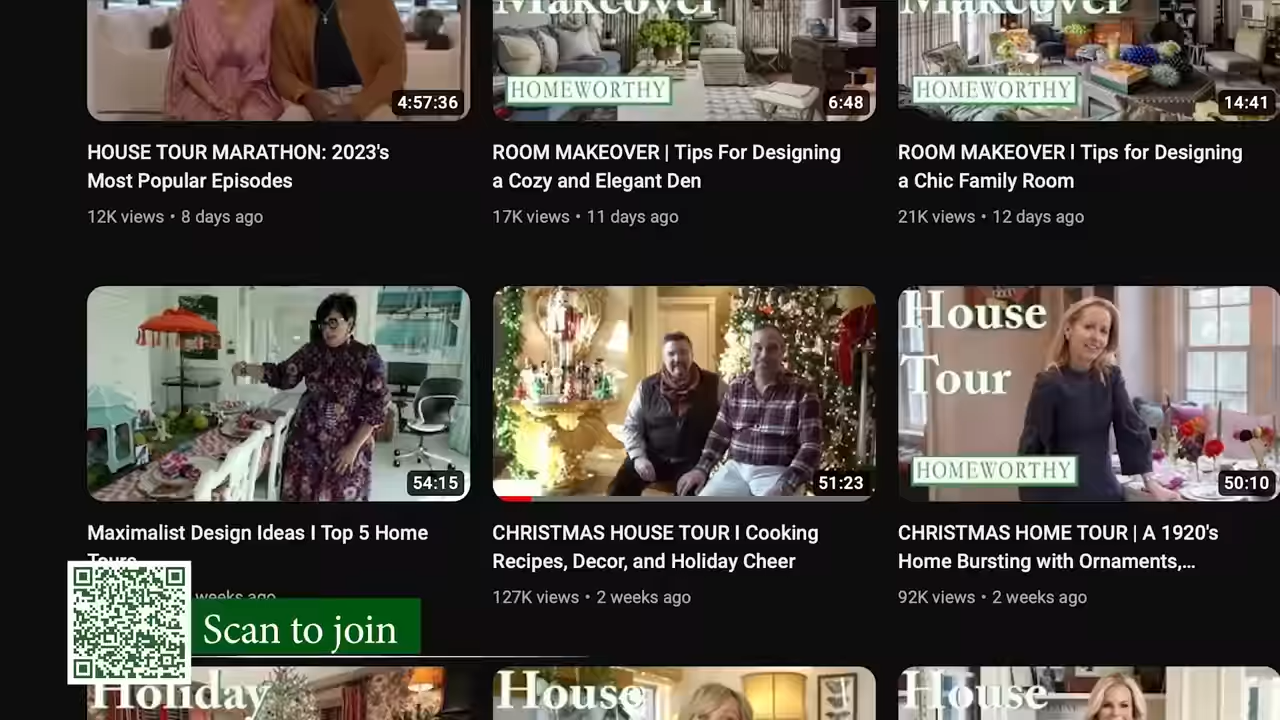 Makeover
Makeover
HOMEWORTHY
HOMEWORTHY
4:57:36
6:48
14:41
HOUSE TOUR MARATHON: 2023's
Most Popular Episodes
12K views • 8 days ago
ROOM MAKEOVER | Tips For Designing
a Cozy and Elegant Den
17K views • 11 days ago
ROOM MAKEOVER l Tips for Designing
a Chic Family Room
21K views • 12 days ago
House
Tour
HOMEWORTHY
54:15
51:23
50:10
Maximalist Design Ideas I Top 5 Home
Tours
weeks ago
CHRISTMAS HOUSE TOUR I Cooking
Recipes, Decor, and Holiday Cheer
127K views • 2 weeks ago
CHRISTMAS HOME TOUR | A 1920's
Home Bursting with Ornaments,...
92K views • 2 weeks ago
Scan to join
Holiday
House
House